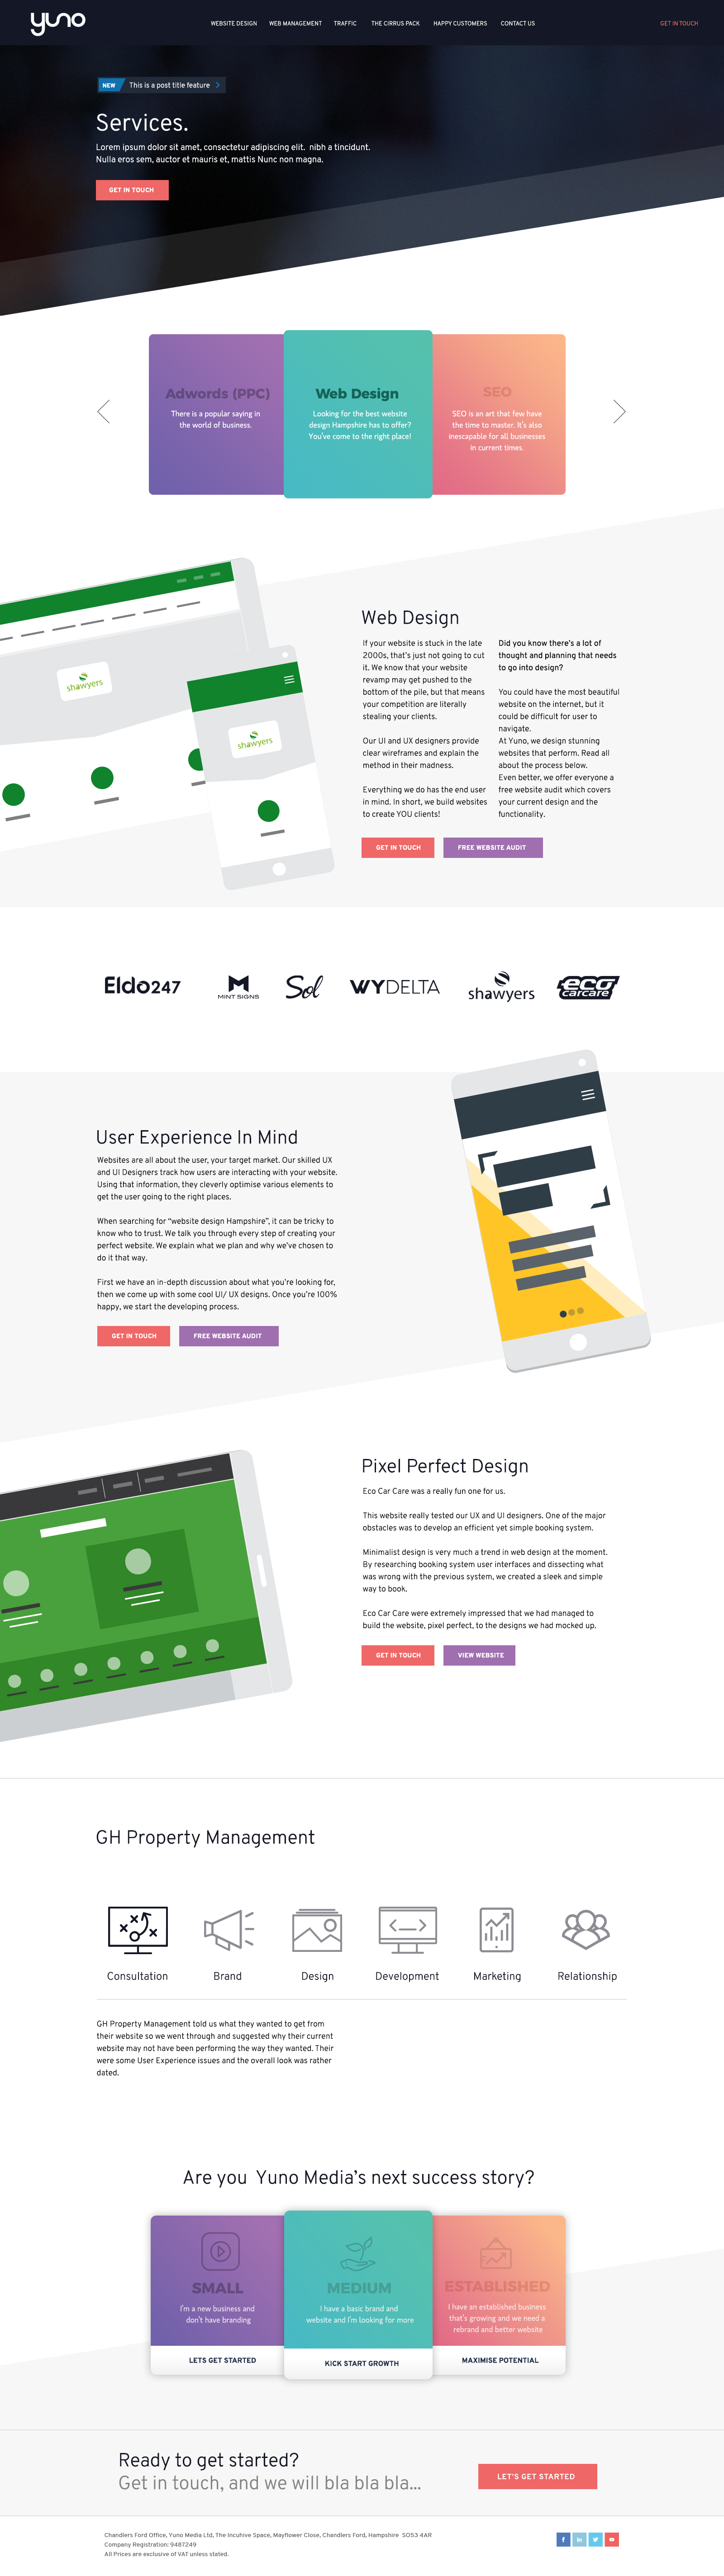 yuno
WEBSITE DESIGN WEB MANAGEMENT TRAFFIC THE CIRRUS PACK HAPPY CUSTOMERS CONTACT US GET IN TOUCH
NEW This is a post title feature
Services.
Lorem ipsum dolor sit amet, consectetur adipiscing elit. nibh a tincidunt.
Nulla eros sem, auctor et mauris et, mattis Nunc non magna.
GET IN TOUCH
Adwords (PPC)
There is a popular saying in
the world of business.
Web Design
Looking for the best website
design Hampshire has to offer?
You've come to the right place!
SEO
SEO is an art that few have
the time to master. It's also
inescapable for all businesses
in current times.
shawyers
shawyers
Web Design
If your website is stuck in the late
2000s, that's just not going to cut
it. We know that your website
revamp may get pushed to the
bottom of the pile, but that means
your competition are literally
stealing your clients.
Our UI and UX designers provide
clear wireframes and explain the
method in their madness.
Everything we do has the end user
in mind. In short, we build websites
to create YOU clients!
Did you know there's a lot of
thought and planning that needs
to go into design?
You could have the most beautiful
website on the internet, but it
could be difficult for user to
navigate.
At Yuno, we design stunning
websites that perform. Read all
about the process below.
Even better, we offer everyone a
free website audit which covers
your current design and the
functionality.
GET IN TOUCH FREE WEBSITE AUDIT
Eldo247
MINT SIGNS
Sol
WYDELTA
shawyers
eco
carcare
User Experience In Mind
Websites are all about the user, your target market. Our skilled UX
and UI Designers track how users are interacting with your website.
Using that information, they cleverly optimise various elements to
get the user going to the right places.
When searching for “website design Hampshire”, it can be tricky to
know who to trust. We talk you through every step of creating your
perfect website. We explain what we plan and why we've chosen to
do it that way.
First we have an in-depth discussion about what you're looking for,
then we come up with some cool UI/ UX designs. Once you're 100%
happy, we start the developing process.
GET IN TOUCH FREE WEBSITE AUDIT
Pixel Perfect Design
Eco Car Care was a really fun one for us.
This website really tested our UX and UI designers. One of the major
obstacles was to develop an efficient yet simple booking system.
Minimalist design is very much a trend in web design at the moment.
By researching booking system user interfaces and dissecting what
was wrong with the previous system, we created a sleek and simple
way to book.
Eco Car Care were extremely impressed that we had managed to
build the website, pixel perfect, to the designs we had mocked up.
GET IN TOUCH VIEW WEBSITE
GH Property Management
Consultation Brand Design Development Marketing Relationship
GH Property Management told us what they wanted to get from
their website so we went through and suggested why their current
website may not have been performing the way they wanted. Their
were some User Experience issues and the overall look was rather
dated.
Are you Yuno Media's next success story?
SMALL
I'm a new business and
don't have branding
LETS GET STARTED
MEDIUM
I have a basic brand and
website and I'm looking for more
KICK START GROWTH
ESTABLISHED
I have an established business
that's growing and we need a
rebrand and better website
MAXIMISE POTENTIAL
Ready to get started?
Get in touch, and we will bla bla bla...
LET'S GET STARTED
Chandlers Ford Office, Yuno Media Ltd, The Incuhive Space, Mayflower Close, Chandlers Ford, Hampshire SO53 4AR
Company Registration: 9487249
All Prices are exclusive of VAT unless stated.